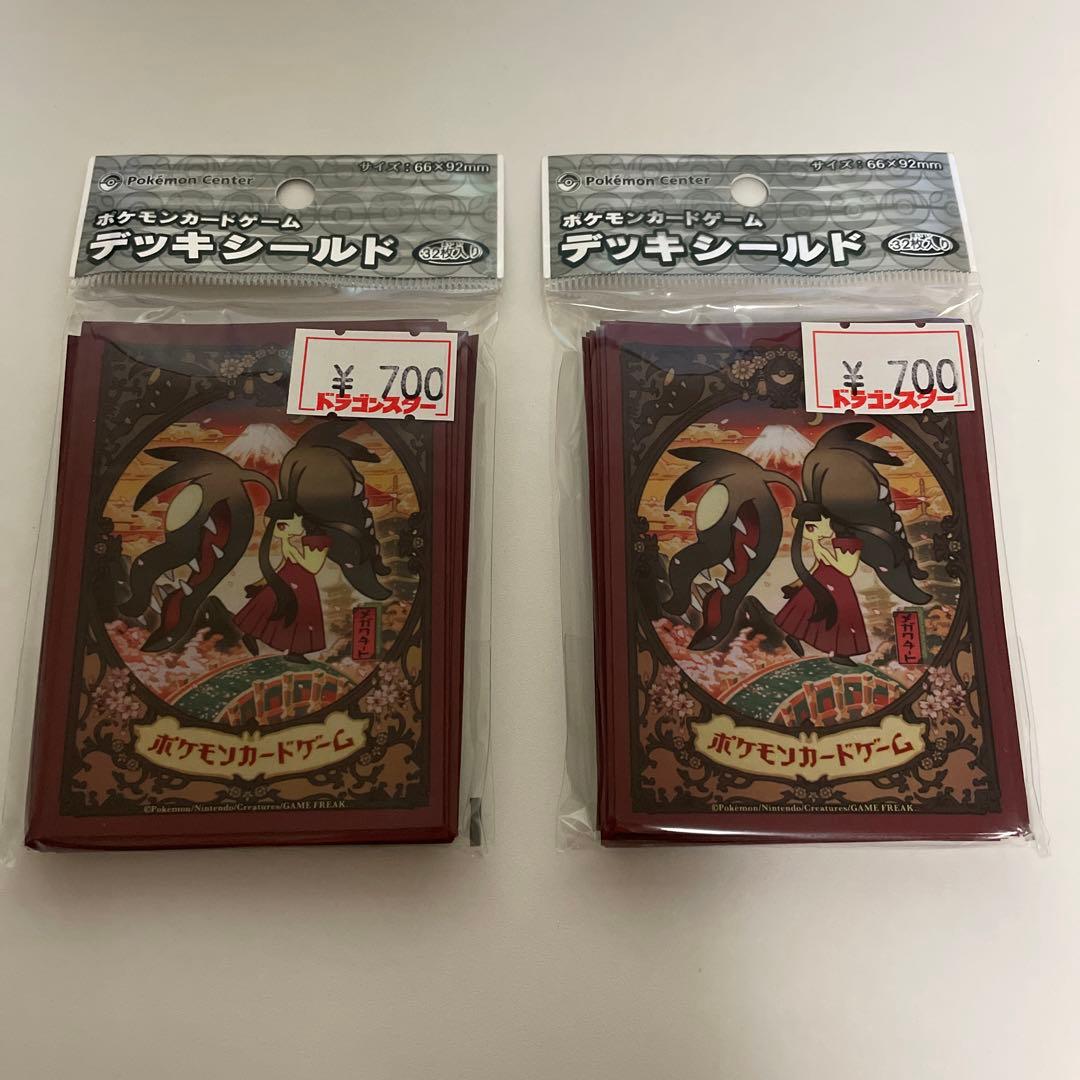 Pokémon Center
サイズ：66×92mm
ポケモンカードゲーム
デッキシールド
32枚入り
¥ 700
ドラゴンスター
メガクチート
ポケモンカードゲーム
©Pokémon/Nintendo/Creatures/GAME FREAK.
Pokémon Center
サイズ：66×92mm
ポケモンカードゲーム
デッキシールド
32枚入り
¥ 700
ドラゴンスター
メガクチート
ポケモンカードゲーム
©Pokémon/Nintendo/Creatures/GAME FREAK.